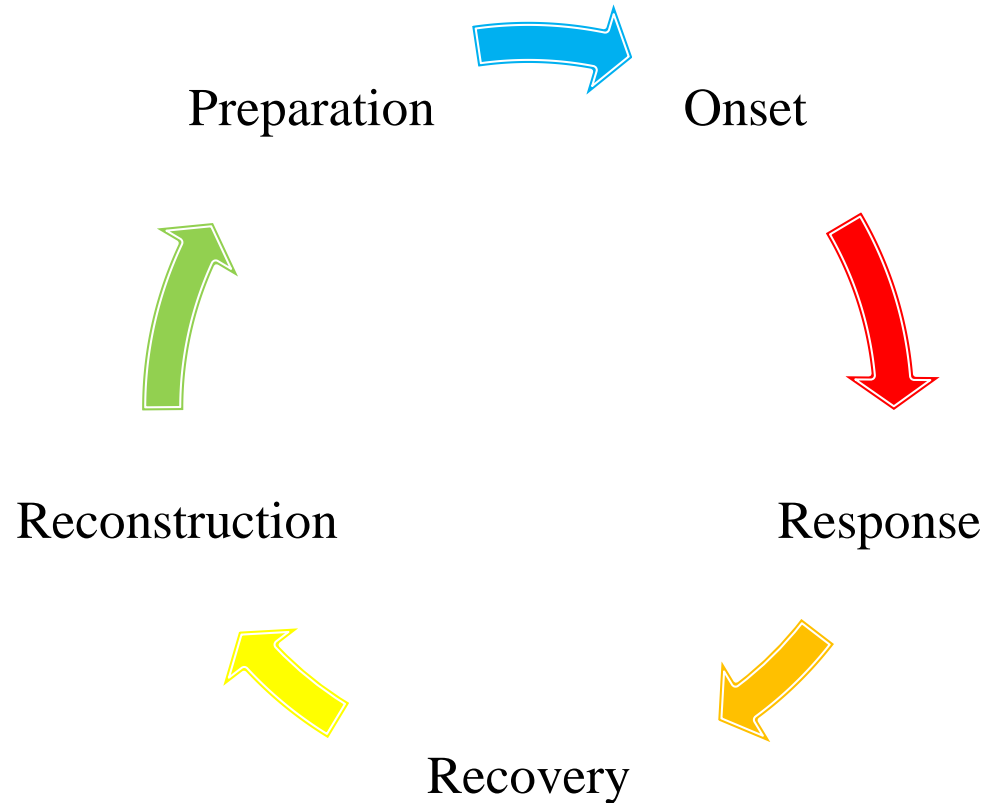 Preparation
Onset
Response
Recovery
Reconstruction